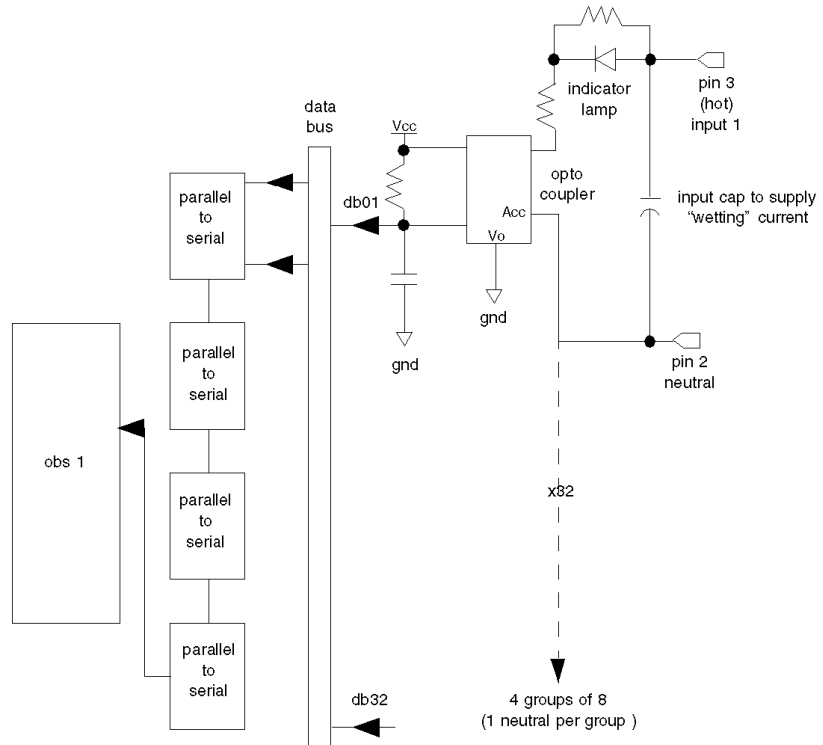 pin 3
(hot)
input 1
indicator
lamp
data
bus
Vcc
opto
coupler
Acc
Vo
gnd
input cap to supply
“wetting” current
db01
gnd
pin 2
neutral
parallel
to
serial
parallel
to
serial
parallel
to
serial
parallel
to
serial
obs 1
x32
db32
4 groups of 8
(1 neutral per group )